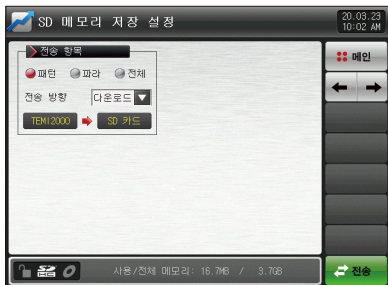 SD 메모리 저장 설정
20.03.23
10:02 AM
전송 항목
패턴 파라 전체
전송 방향 다운로드
TEMI2000 SD 카드
메인
사용/전체 메모리: 16.7MB / 3.7GB
전송